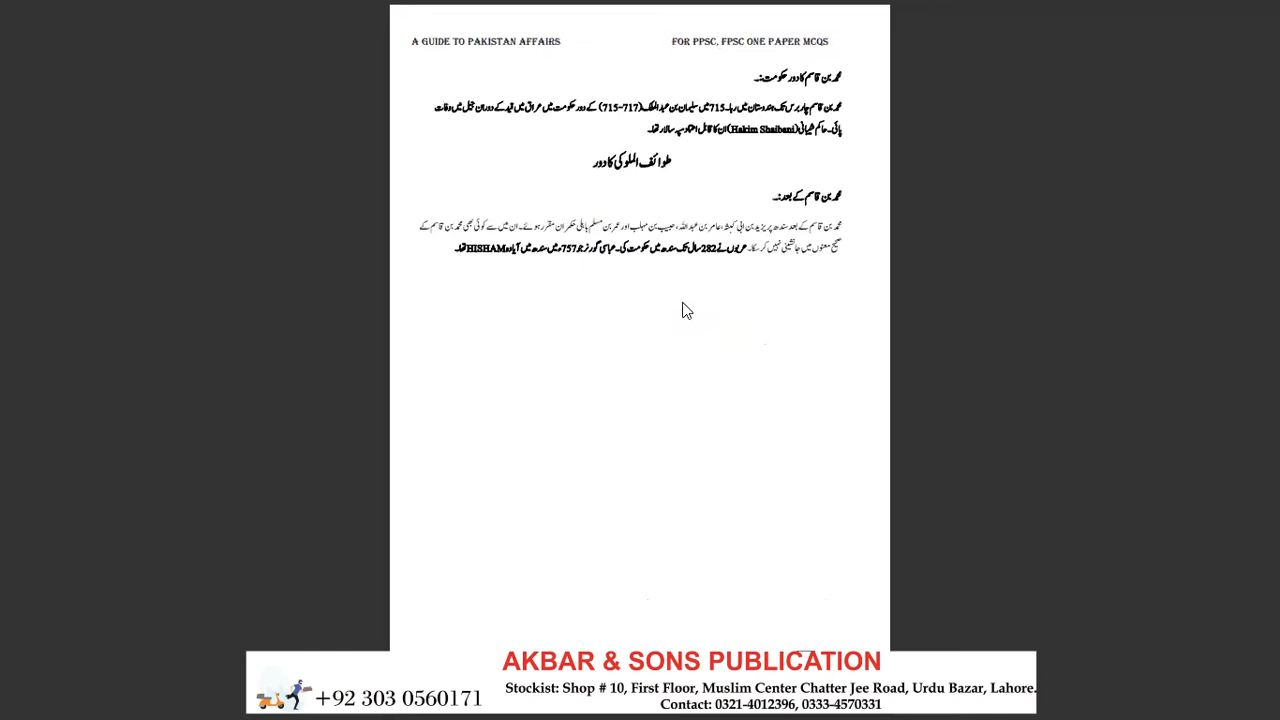 A GUIDE TO PAKISTAN AFFAIRS FOR PPSC, FPSC ONE PAPER MCQS
محمد بن قاسم کا دور حکومت:۔
محمد بن قاسم چار برس تک ہندوستان میں رہا۔ 715 میں سلیمان بن عبدالملک (717-715) کے دور حکومت میں عراق میں قید کے دوران جیل میں وفات
پائی۔ حاکم شیبانی (Hakim Shaibani) ان کا قابل اعتماد سپہ سالار تھا۔
طوائف الملوکی کا دور
محمد بن قاسم کے بعد:۔
محمد بن قاسم کے بعد سندھ پر یزید بن ابی کبشہ، عامر بن عبداللہ، حبیب بن مہلب اور عمر بن مسلم باہلی حکمران مقرر ہوئے۔ ان میں سے کوئی بھی محمد بن قاسم کے
صحیح معنوں میں جانشینی نہیں کر سکا۔ عربوں نے 282 سال تک سندھ میں حکومت کی۔ عباسی گورنر جو 757ء میں سندھ میں آیا وہ HISHAM تھا۔
AKBAR & SONS PUBLICATION
+92 303 0560171
Stockist: Shop # 10, First Floor, Muslim Center Chatter Jee Road, Urdu Bazar, Lahore.
Contact: 0321-4012396, 0333-4570331